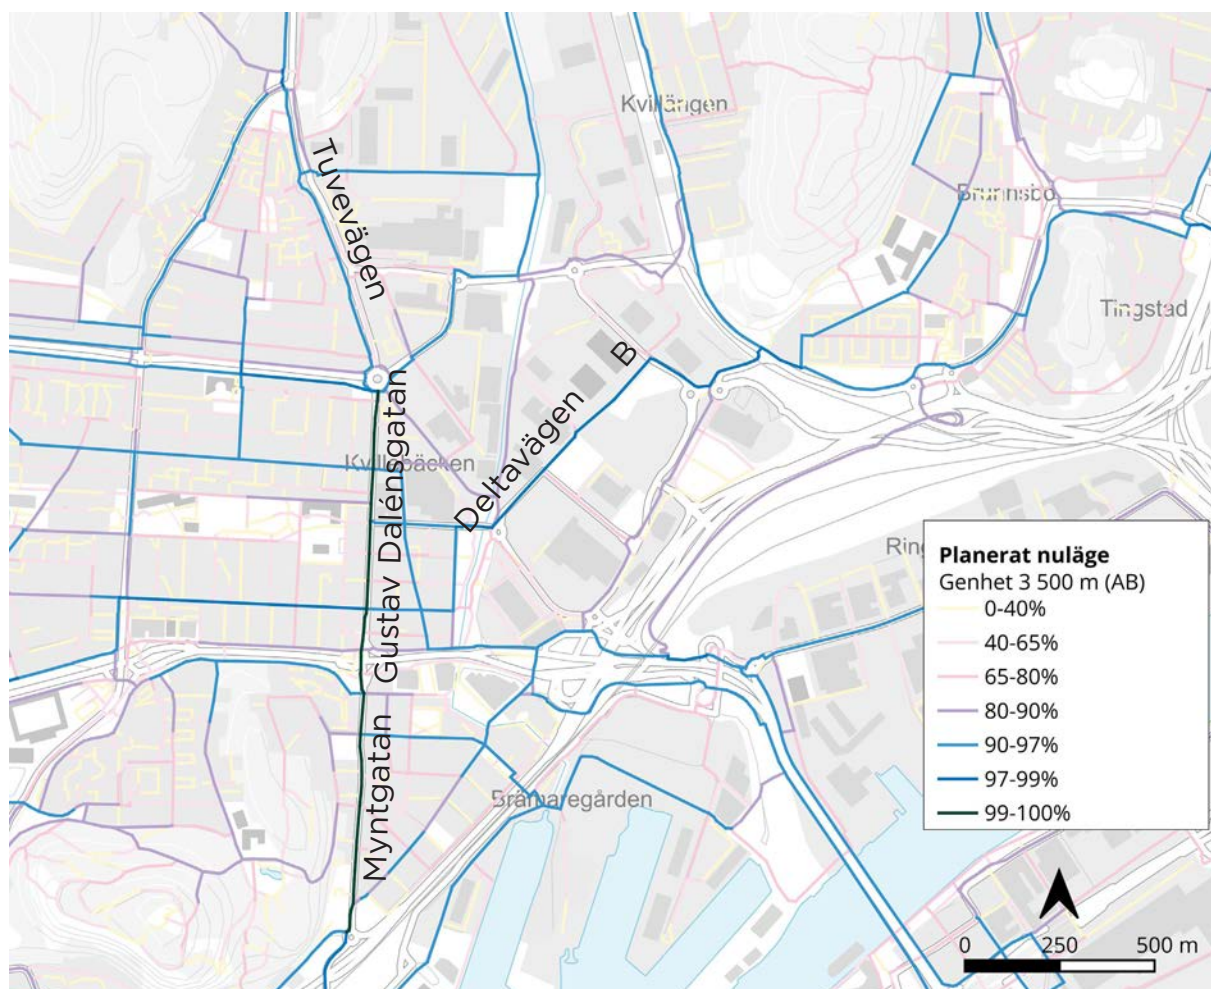 Kvillängen
Tuvevägen
Brunnsbo
Tingstad
B
Deltavägen
Kvillebäcken
Gustav Dalénsgatan
Myntgatan
Brämaregården
Ring
Planerat nuläge
Genhet 3 500 m (AB)
0-40%
40-65%
65-80%
80-90%
90-97%
97-99%
99-100%
0 250 500 m